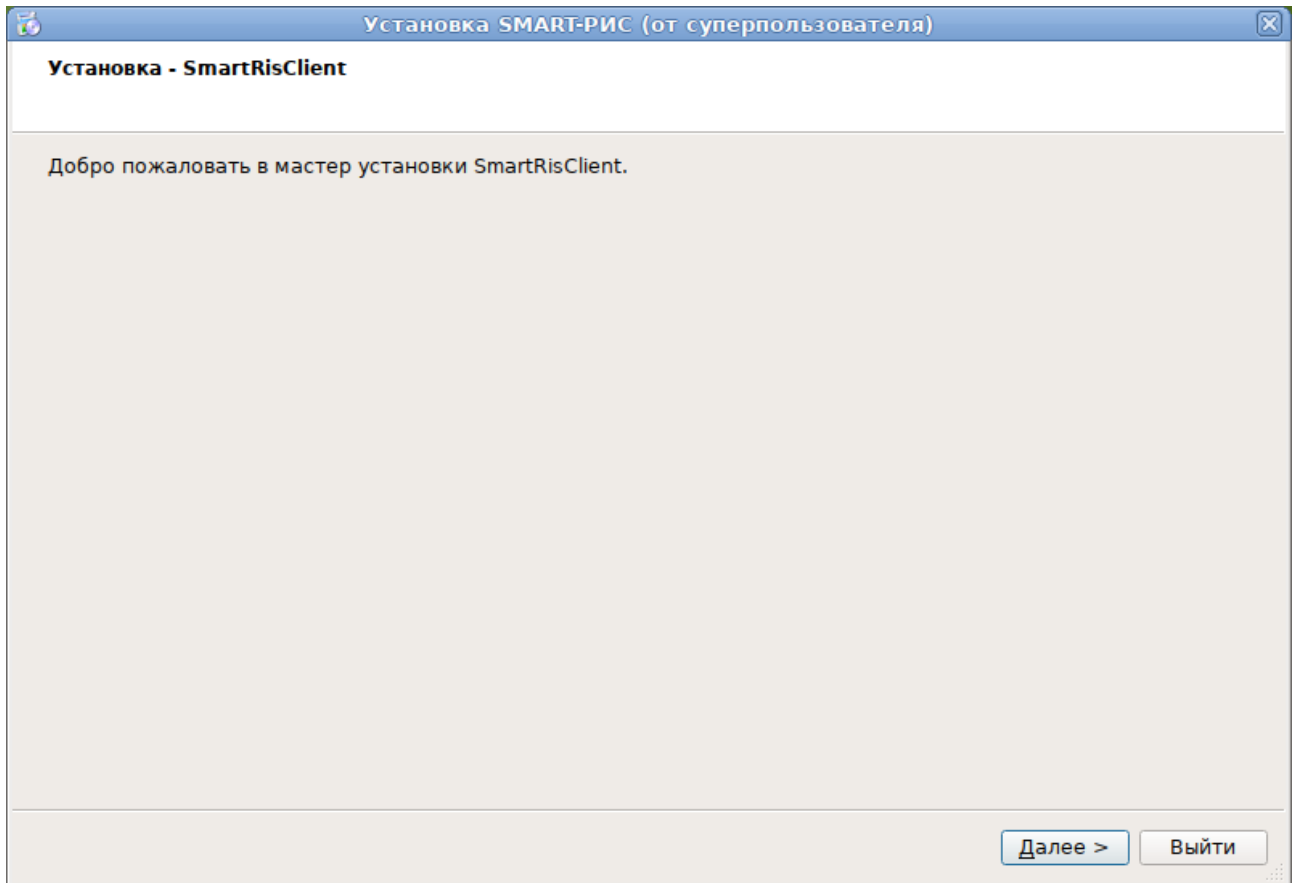 Установка SMART-РИС (от суперпользователя)
Установка - SmartRisClient
Добро пожаловать в мастер установки SmartRisClient.
Далее >
Выйти